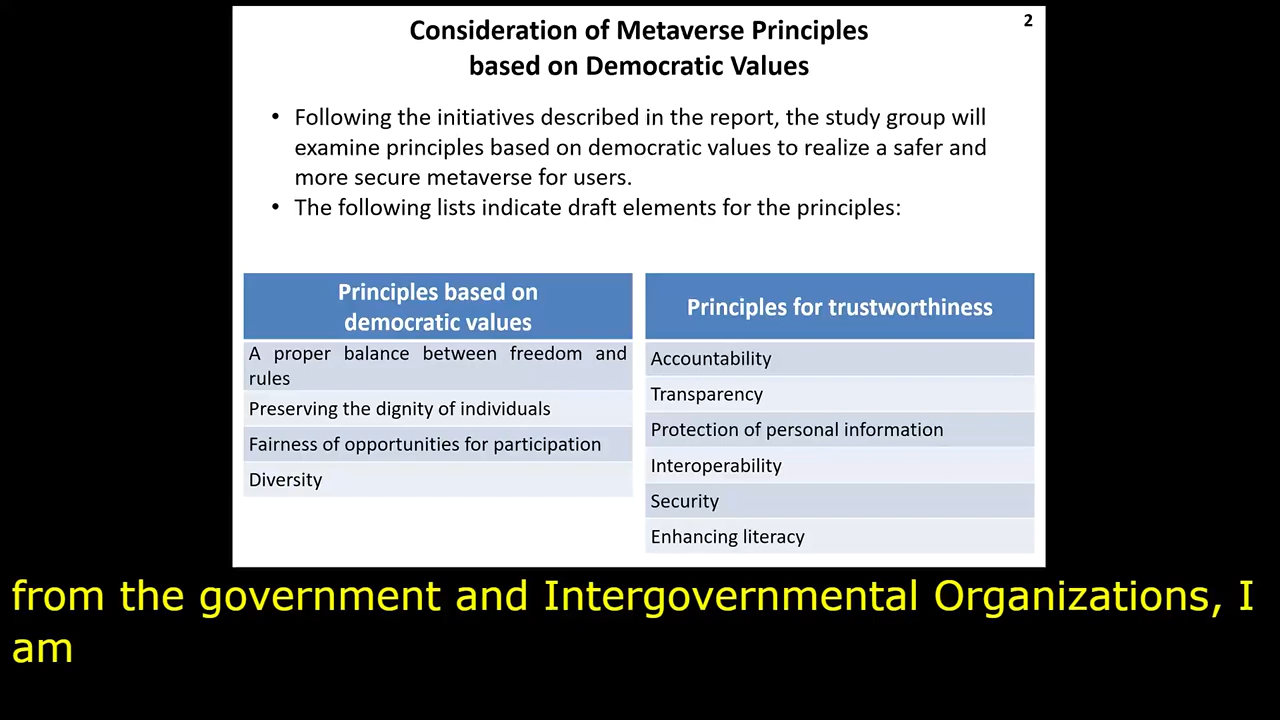 2
Consideration of Metaverse Principles
based on Democratic Values
• Following the initiatives described in the report, the study group will
examine principles based on democratic values to realize a safer and
more secure metaverse for users.
• The following lists indicate draft elements for the principles:
Principles based on
democratic values
A proper balance between freedom and
rules
Preserving the dignity of individuals
Fairness of opportunities for participation
Diversity
Principles for trustworthiness
Accountability
Transparency
Protection of personal information
Interoperability
Security
Enhancing literacy
from the government and Intergovernmental Organizations, I
am